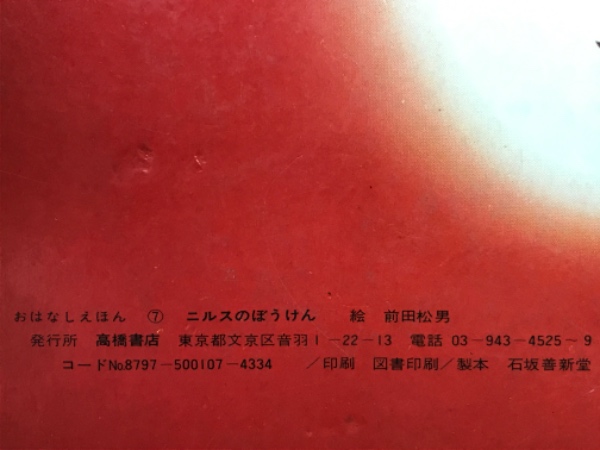 おはなしえほん ⑦ ニルスのぼうけん 絵 前田松男
発行所 高橋書店 東京都文京区音羽1-22-13 電話 03-943-4525~9
コード№8797-500107-4334 /印刷 図書印刷/製本 石坂善新堂